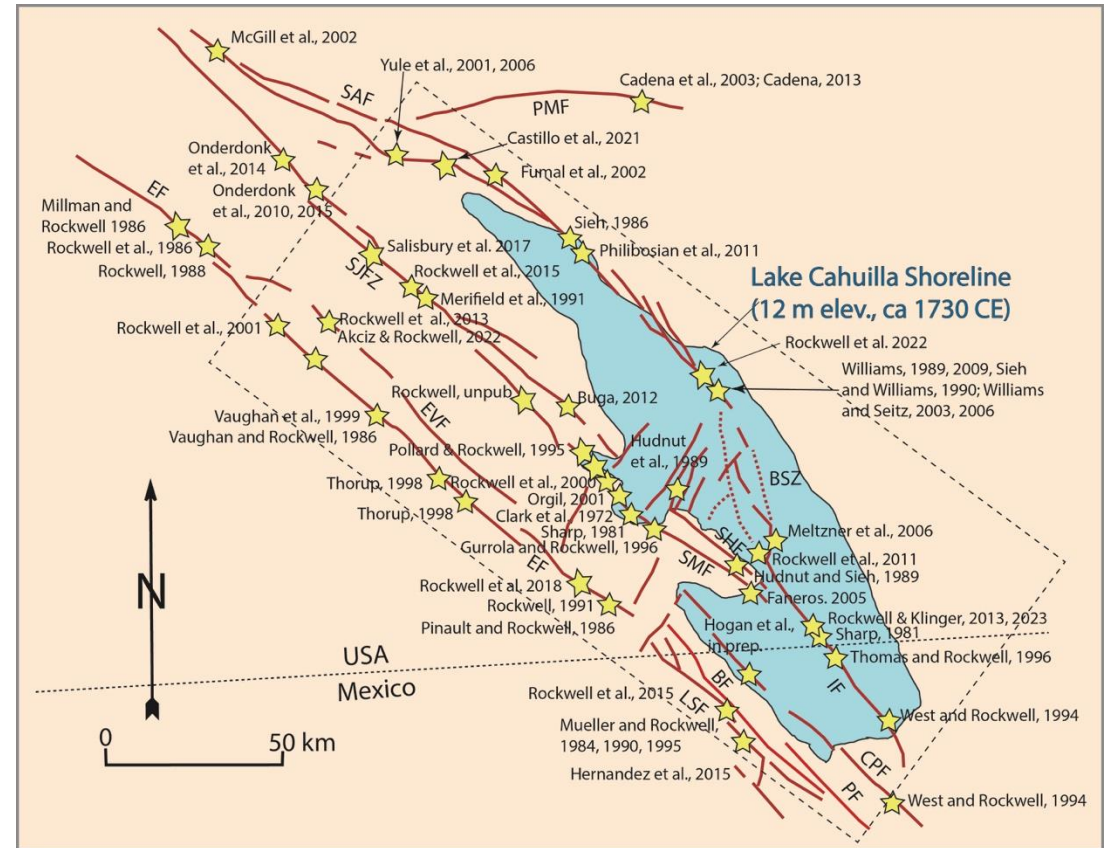 McGill et al., 2002
Yule et al., 2001, 2006
Cadena et al., 2003; Cadena, 2013
SAF
PMF
Castillo et al., 2021
Onderdonk
et al., 2014
Fumal et al., 2002
EF
Onderdonk
et al., 2010, 2015
Millman and
Rockwell 1986
Rockwell et al., 1986
Rockwell, 1988
Sieh, 1986
Philibosian et al., 2011
Salisbury et al. 2017
SJFZ
Rockwell et al., 2015
Merifield et al., 1991
Lake Cahuilla Shoreline
(12 m elev., ca 1730 CE)
Rockwell et al., 2001
Rockwell et al., 2013
Akciz & Rockwell, 2022
Rockwell et al. 2022
Williams, 1989, 2009, Sieh
and Williams, 1990; Williams
and Seitz, 2003, 2006
Rockwell, unpub
Buga, 2012
EVF
Vaughan et al., 1999
Vaughan and Rockwell, 1986
Pollard & Rockwell, 1995
Hudnut
et al., 1989
BSZ
Thorup, 1998
Rockwell et al., 2000
Orgil, 2001
Thorup, 1998
Clark et al., 1972
Sharp, 1981
Gurrola and Rockwell, 1996
Meltzner et al., 2006
SHF
Rockwell et al., 2011
SMF
Hudnut and Sieh, 1989
EF
Rockwell et al., 2018
Rockwell, 1991
Pinault and Rockwell, 1986
Faneros. 2005
Hogan et al.,
in prep.
Rockwell & Klinger, 2013, 2023
Sharp, 1981
Thomas and Rockwell, 1996
N
USA
Mexico
BF
IF
LSF
Rockwell et al., 2015
West and Rockwell, 1994
Mueller and Rockwell,
1984, 1990, 1995
0 50 km
Hernandez et al., 2015
CPF
PF
West and Rockwell, 1994